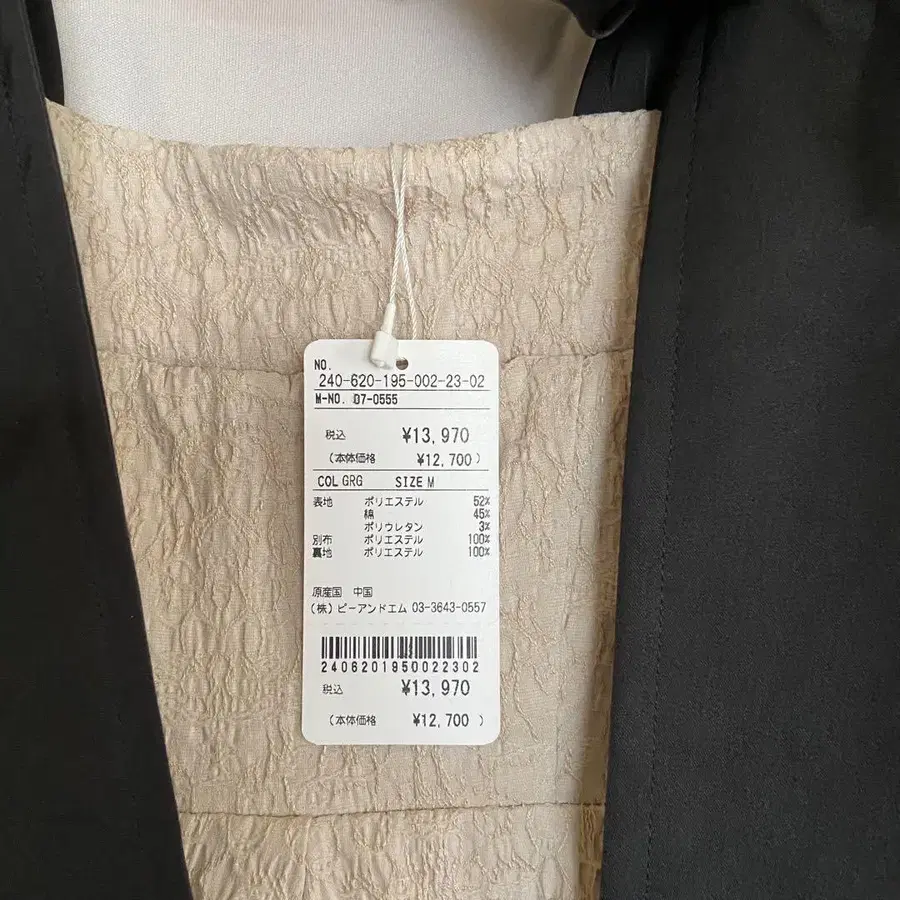 NO.
240-620-195-002-23-02
M-NO. 07-0555
税込 ¥13,970
(本体価格 ¥12,700)
COL GRG SIZE M
表地 ポリエステル 52%
綿 45%
ポリウレタン 3%
別布 ポリエステル 100%
裏地 ポリエステル 100%
原産国 中国
(株)ビーアンドエム 03-3643-0557
2406201950022302
税込 ¥13,970
(本体価格 ¥12,700)